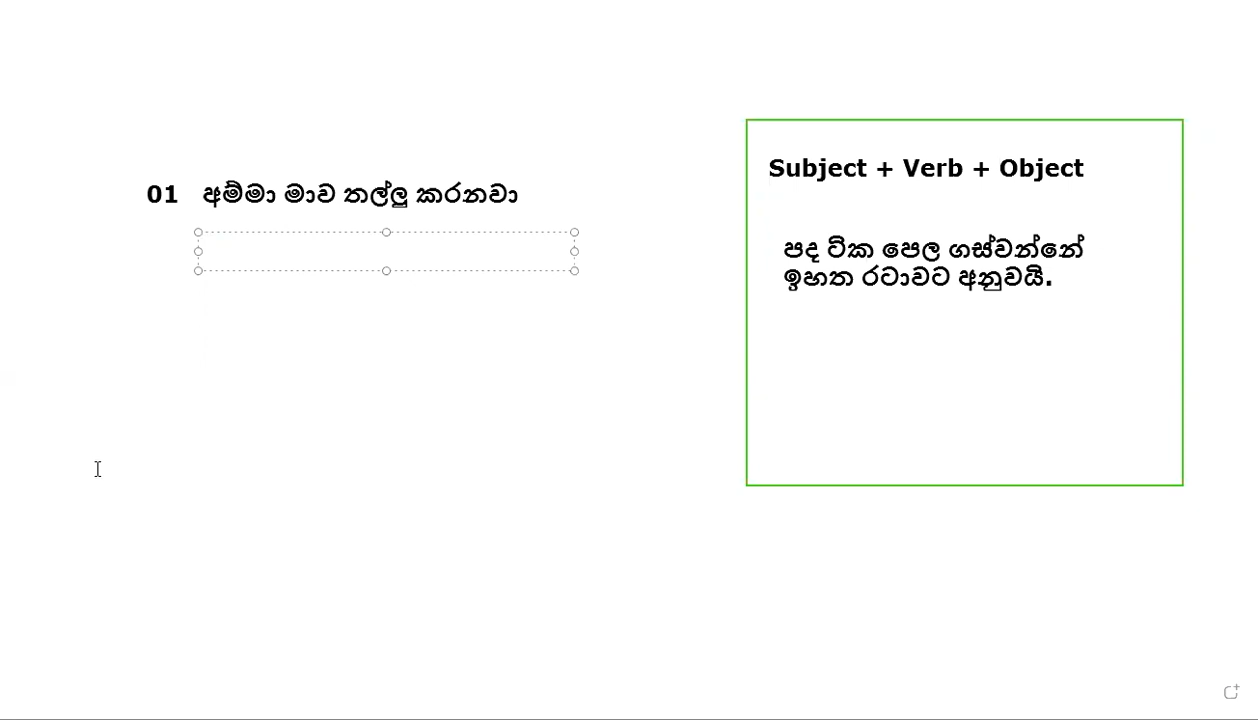 01 අම්මා මාව තල්ලු කරනවා
Subject + Verb + Object
පද ටික පෙල ගස්වන්නේ
ඉහත රටාවට අනුවයි.